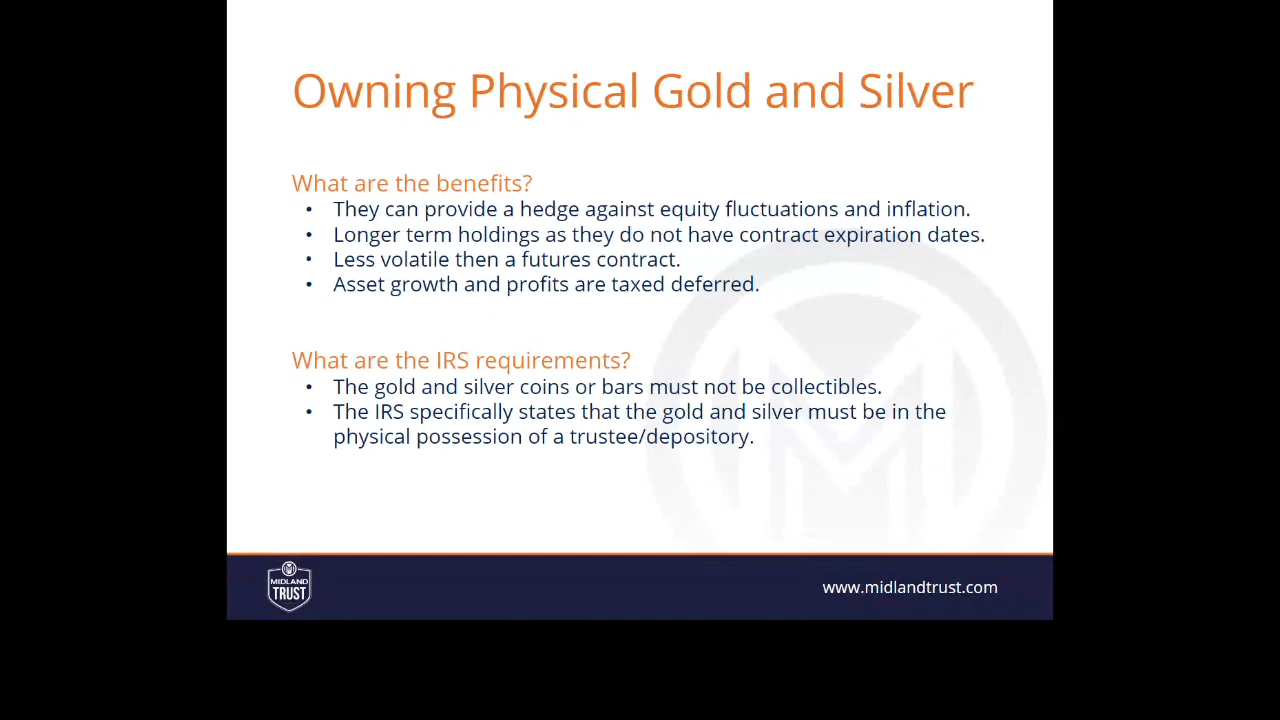 Owning Physical Gold and Silver
What are the benefits?
• They can provide a hedge against equity fluctuations and inflation.
• Longer term holdings as they do not have contract expiration dates.
• Less volatile then a futures contract.
• Asset growth and profits are taxed deferred.
What are the IRS requirements?
• The gold and silver coins or bars must not be collectibles.
• The IRS specifically states that the gold and silver must be in the
physical possession of a trustee/depository.
MIDLAND
TRUST
www.midlandtrust.com